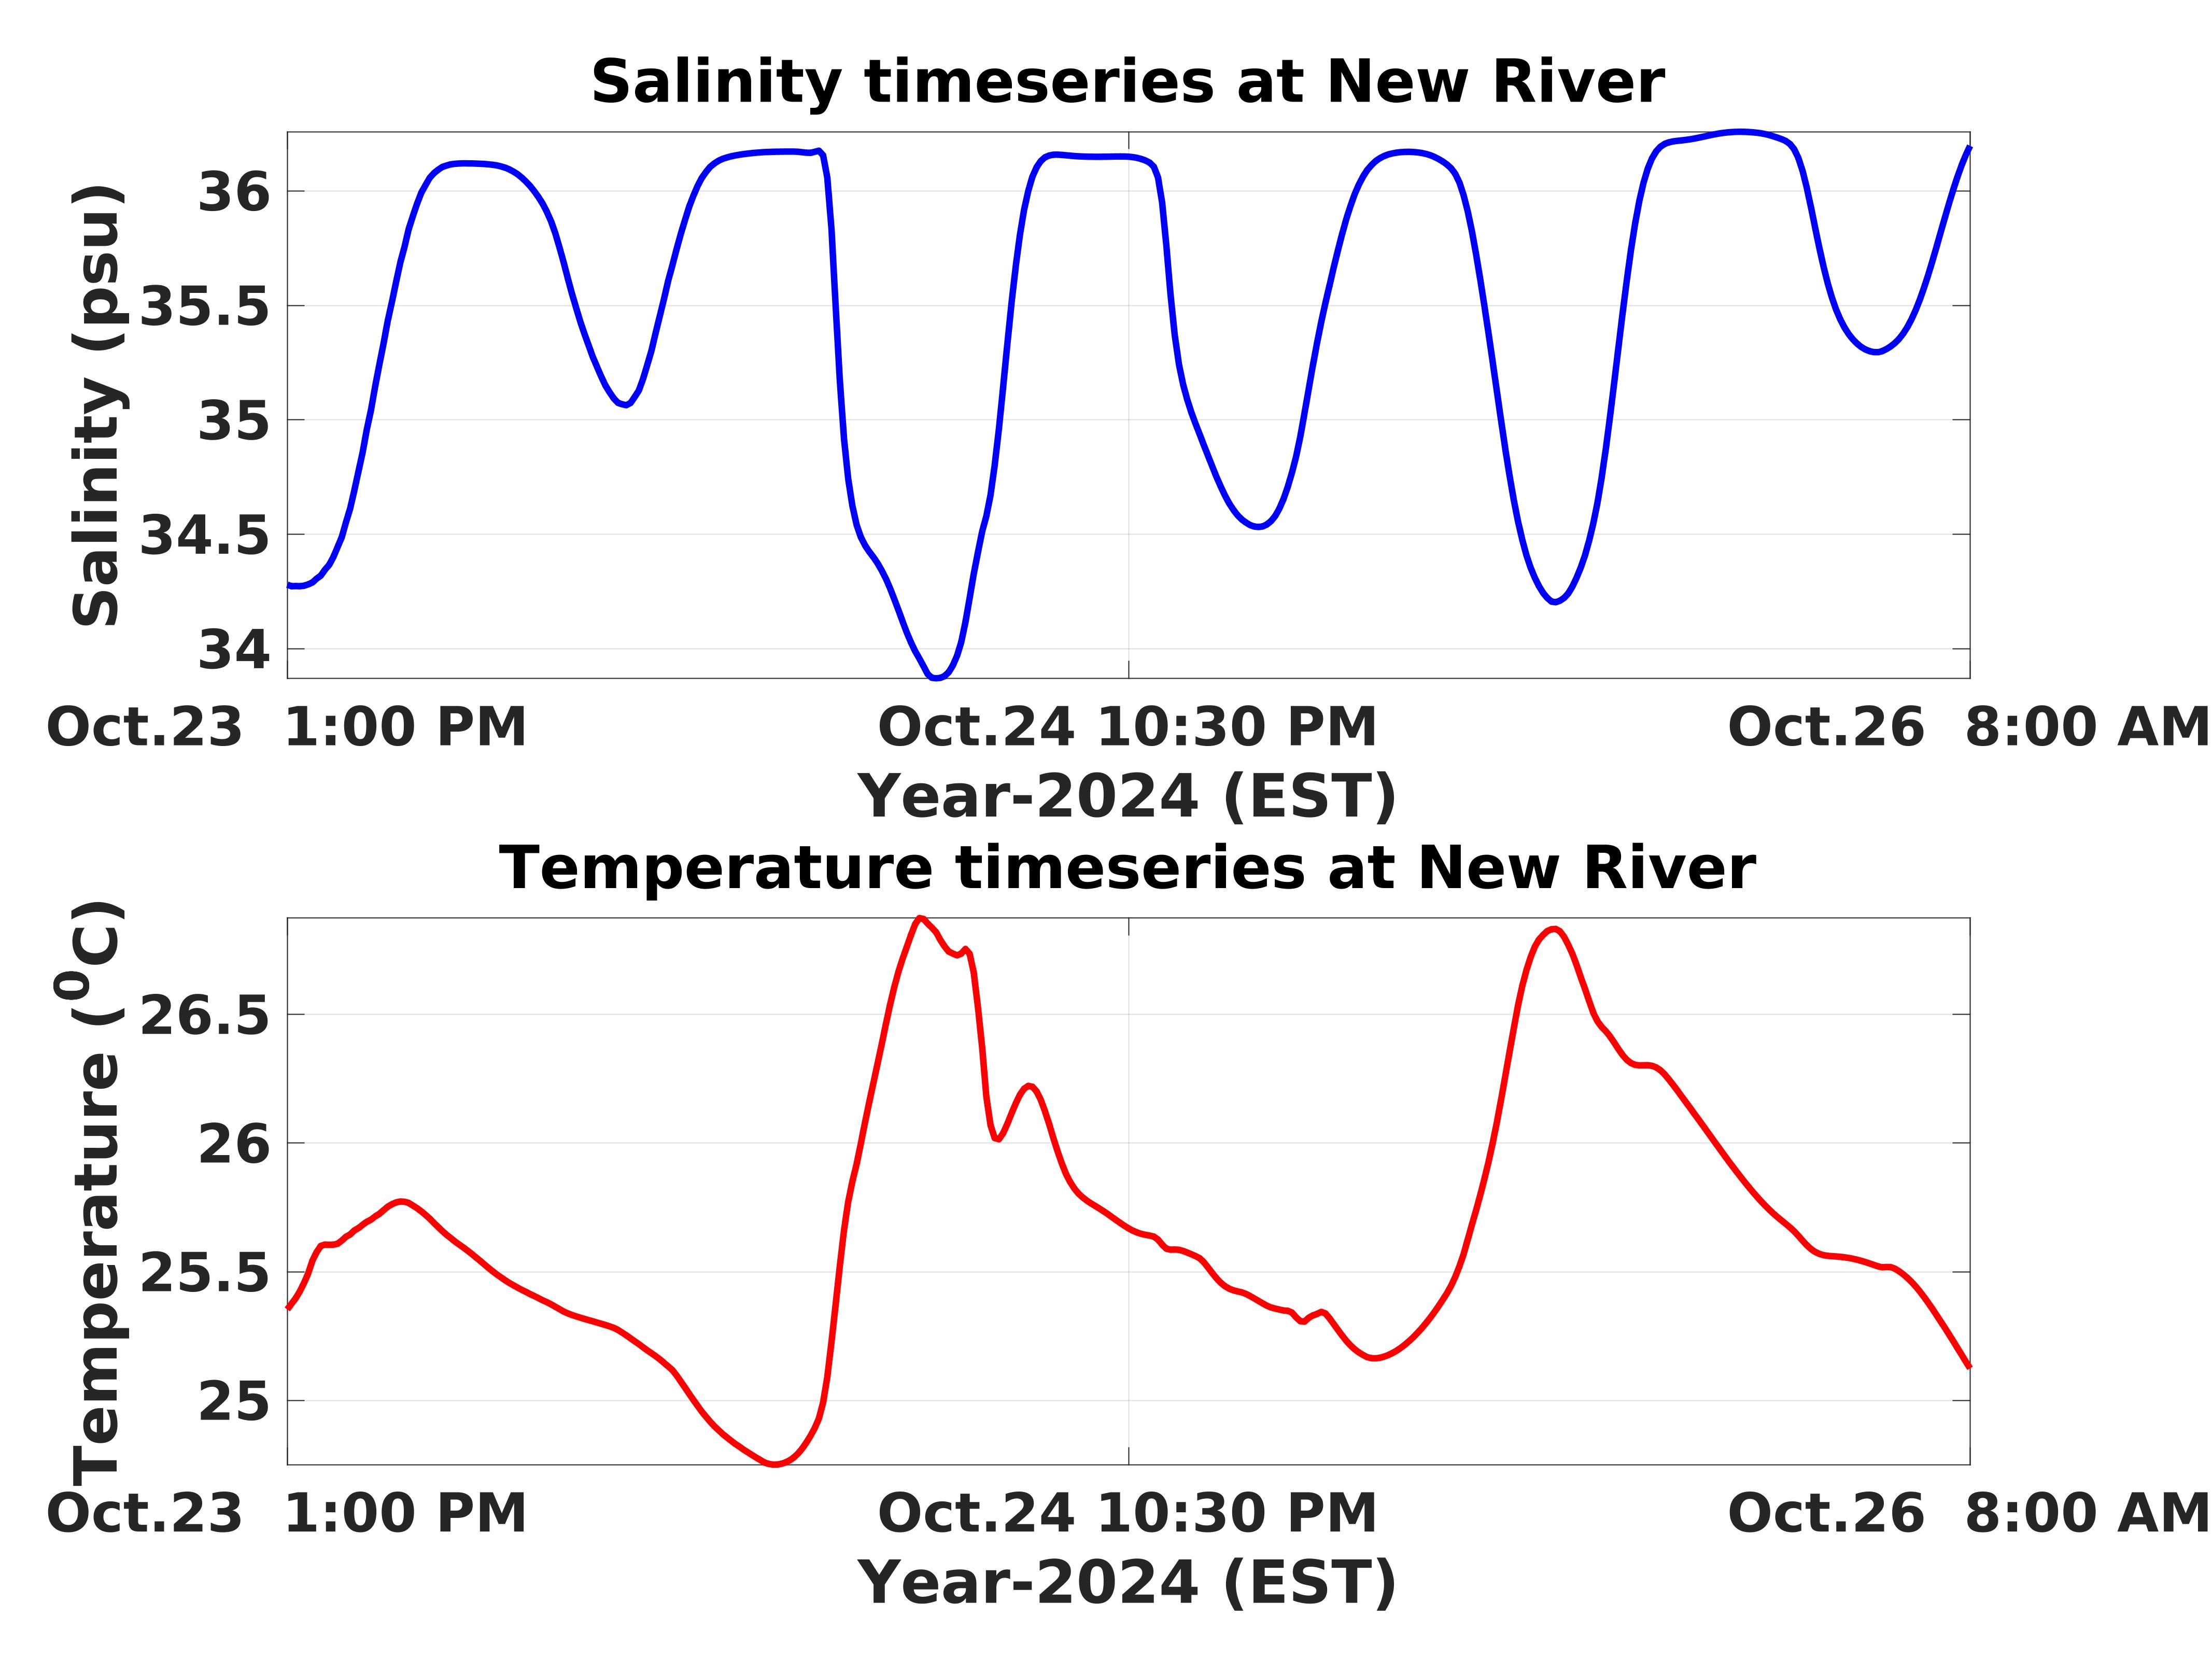 Salinity timeseries at New River
Salinity (psu)
36
35.5
35
34.5
34
Oct.23  1:00 PM Oct.24 10:30 PM Oct.26  8:00 AM
Year-2024 (EST)
Temperature timeseries at New River
Temperature (⁰C)
26.5
26
25.5
25
Oct.23  1:00 PM Oct.24 10:30 PM Oct.26  8:00 AM
Year-2024 (EST)